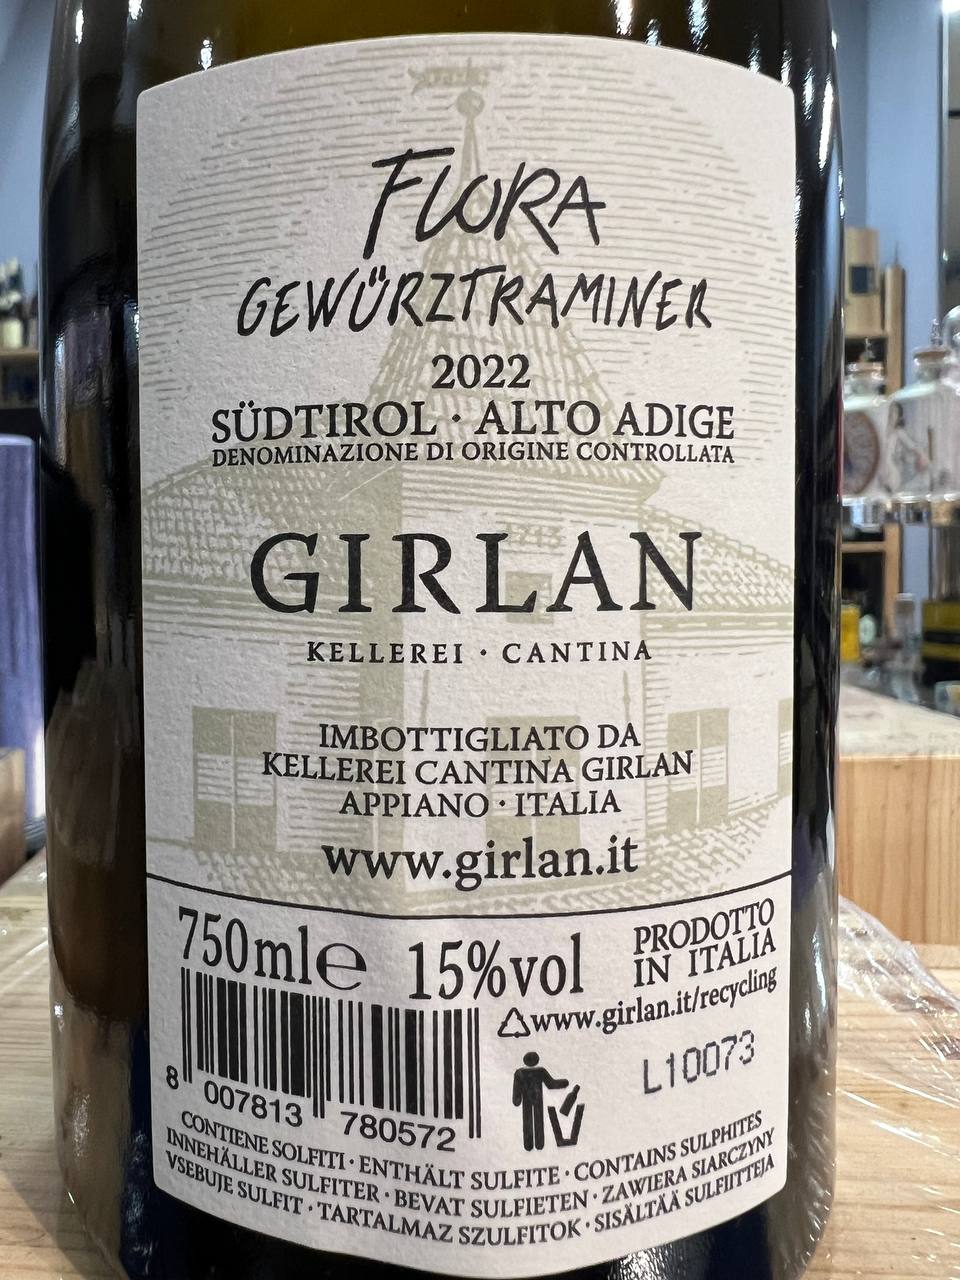 FLORA
GEWÜRZTRAMINER
2022
SÜDTIROL · ALTO ADIGE
DENOMINAZIONE DI ORIGINE CONTROLLATA
1713
GIRLAN
KELLEREI · CANTINA
IMBOTTIGLIATO DA
KELLEREI CANTINA GIRLAN
APPIANO · ITALIA
www.girlan.it
750ml℮ 15%vol
PRODOTTO
IN ITALIA
www.girlan.it/recycling
L10073
8 007813 780572
CONTIENE SOLFITI · ENTHÄLT SULFITE · CONTAINS SULPHITES
INNEHÅLLER SULFITER · BEVAT SULFIETEN · ZAWIERA SIARCZYNY
VSEBUJE SULFIT · TARTALMAZ SZULFITOK · SISÄLTÄÄ SULFIITTEJA